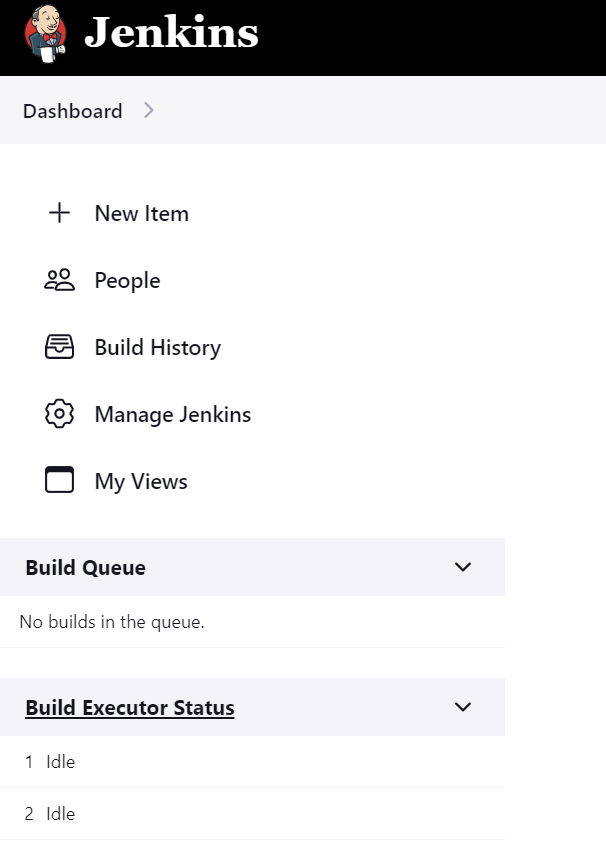 Jenkins
Dashboard
New Item
People
Build History
Manage Jenkins
My Views
Build Queue
No builds in the queue.
Build Executor Status
1 Idle
2 Idle